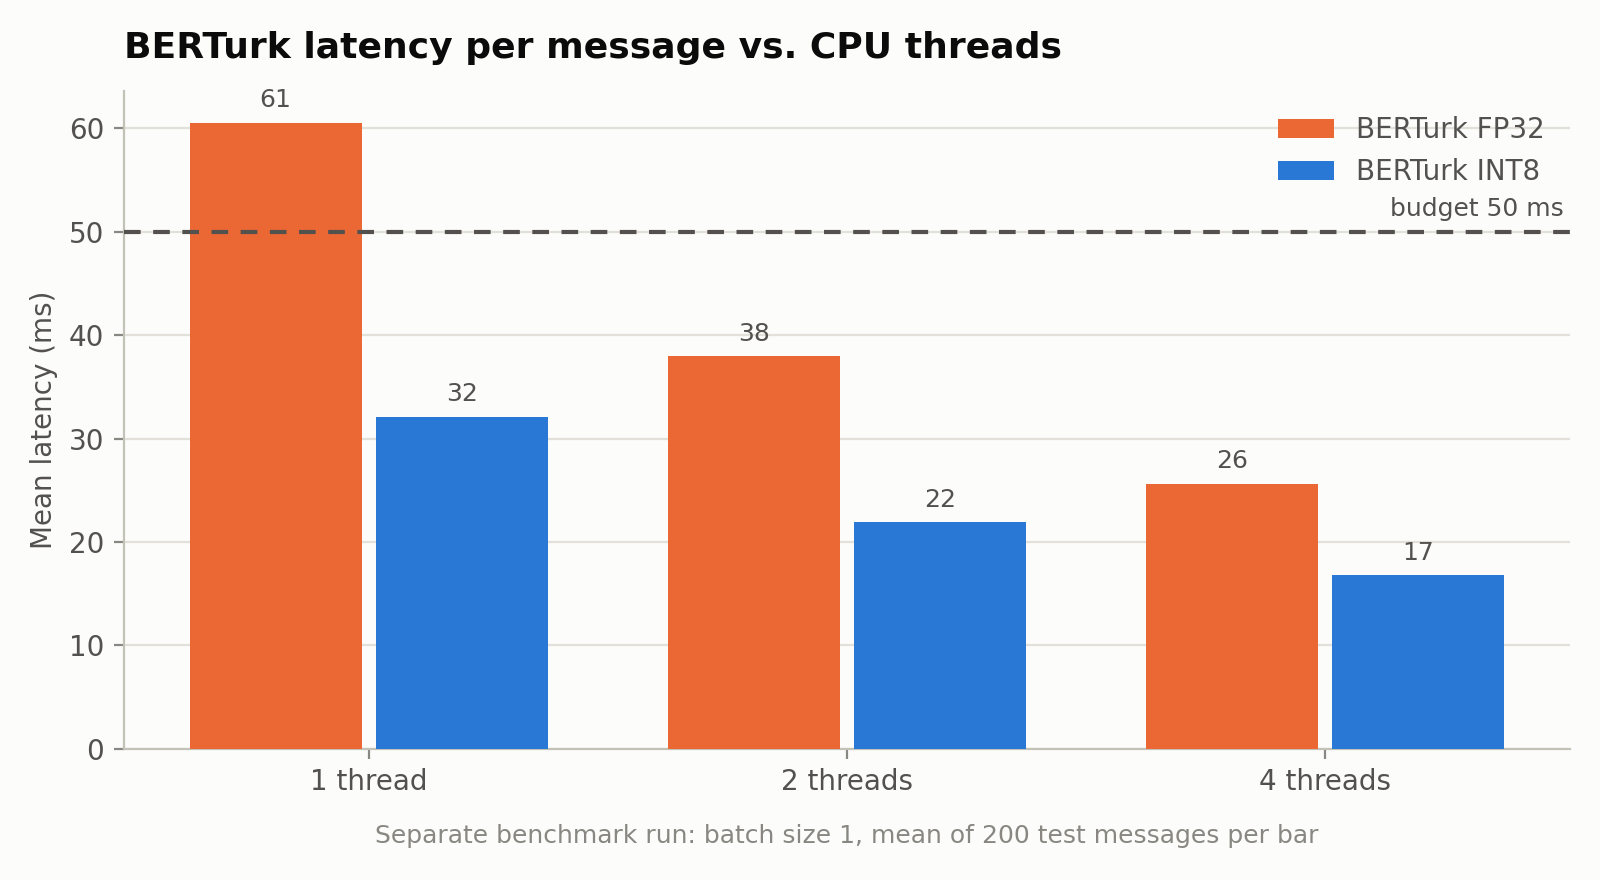 BERTurk latency per message vs. CPU threads
61
60
BERTurk FP32
BERTurk INT8
budget 50 ms
50
40
38
32
30
26
22
20
17
10
0
Mean latency (ms)
1 thread
2 threads
4 threads
Separate benchmark run: batch size 1, mean of 200 test messages per bar